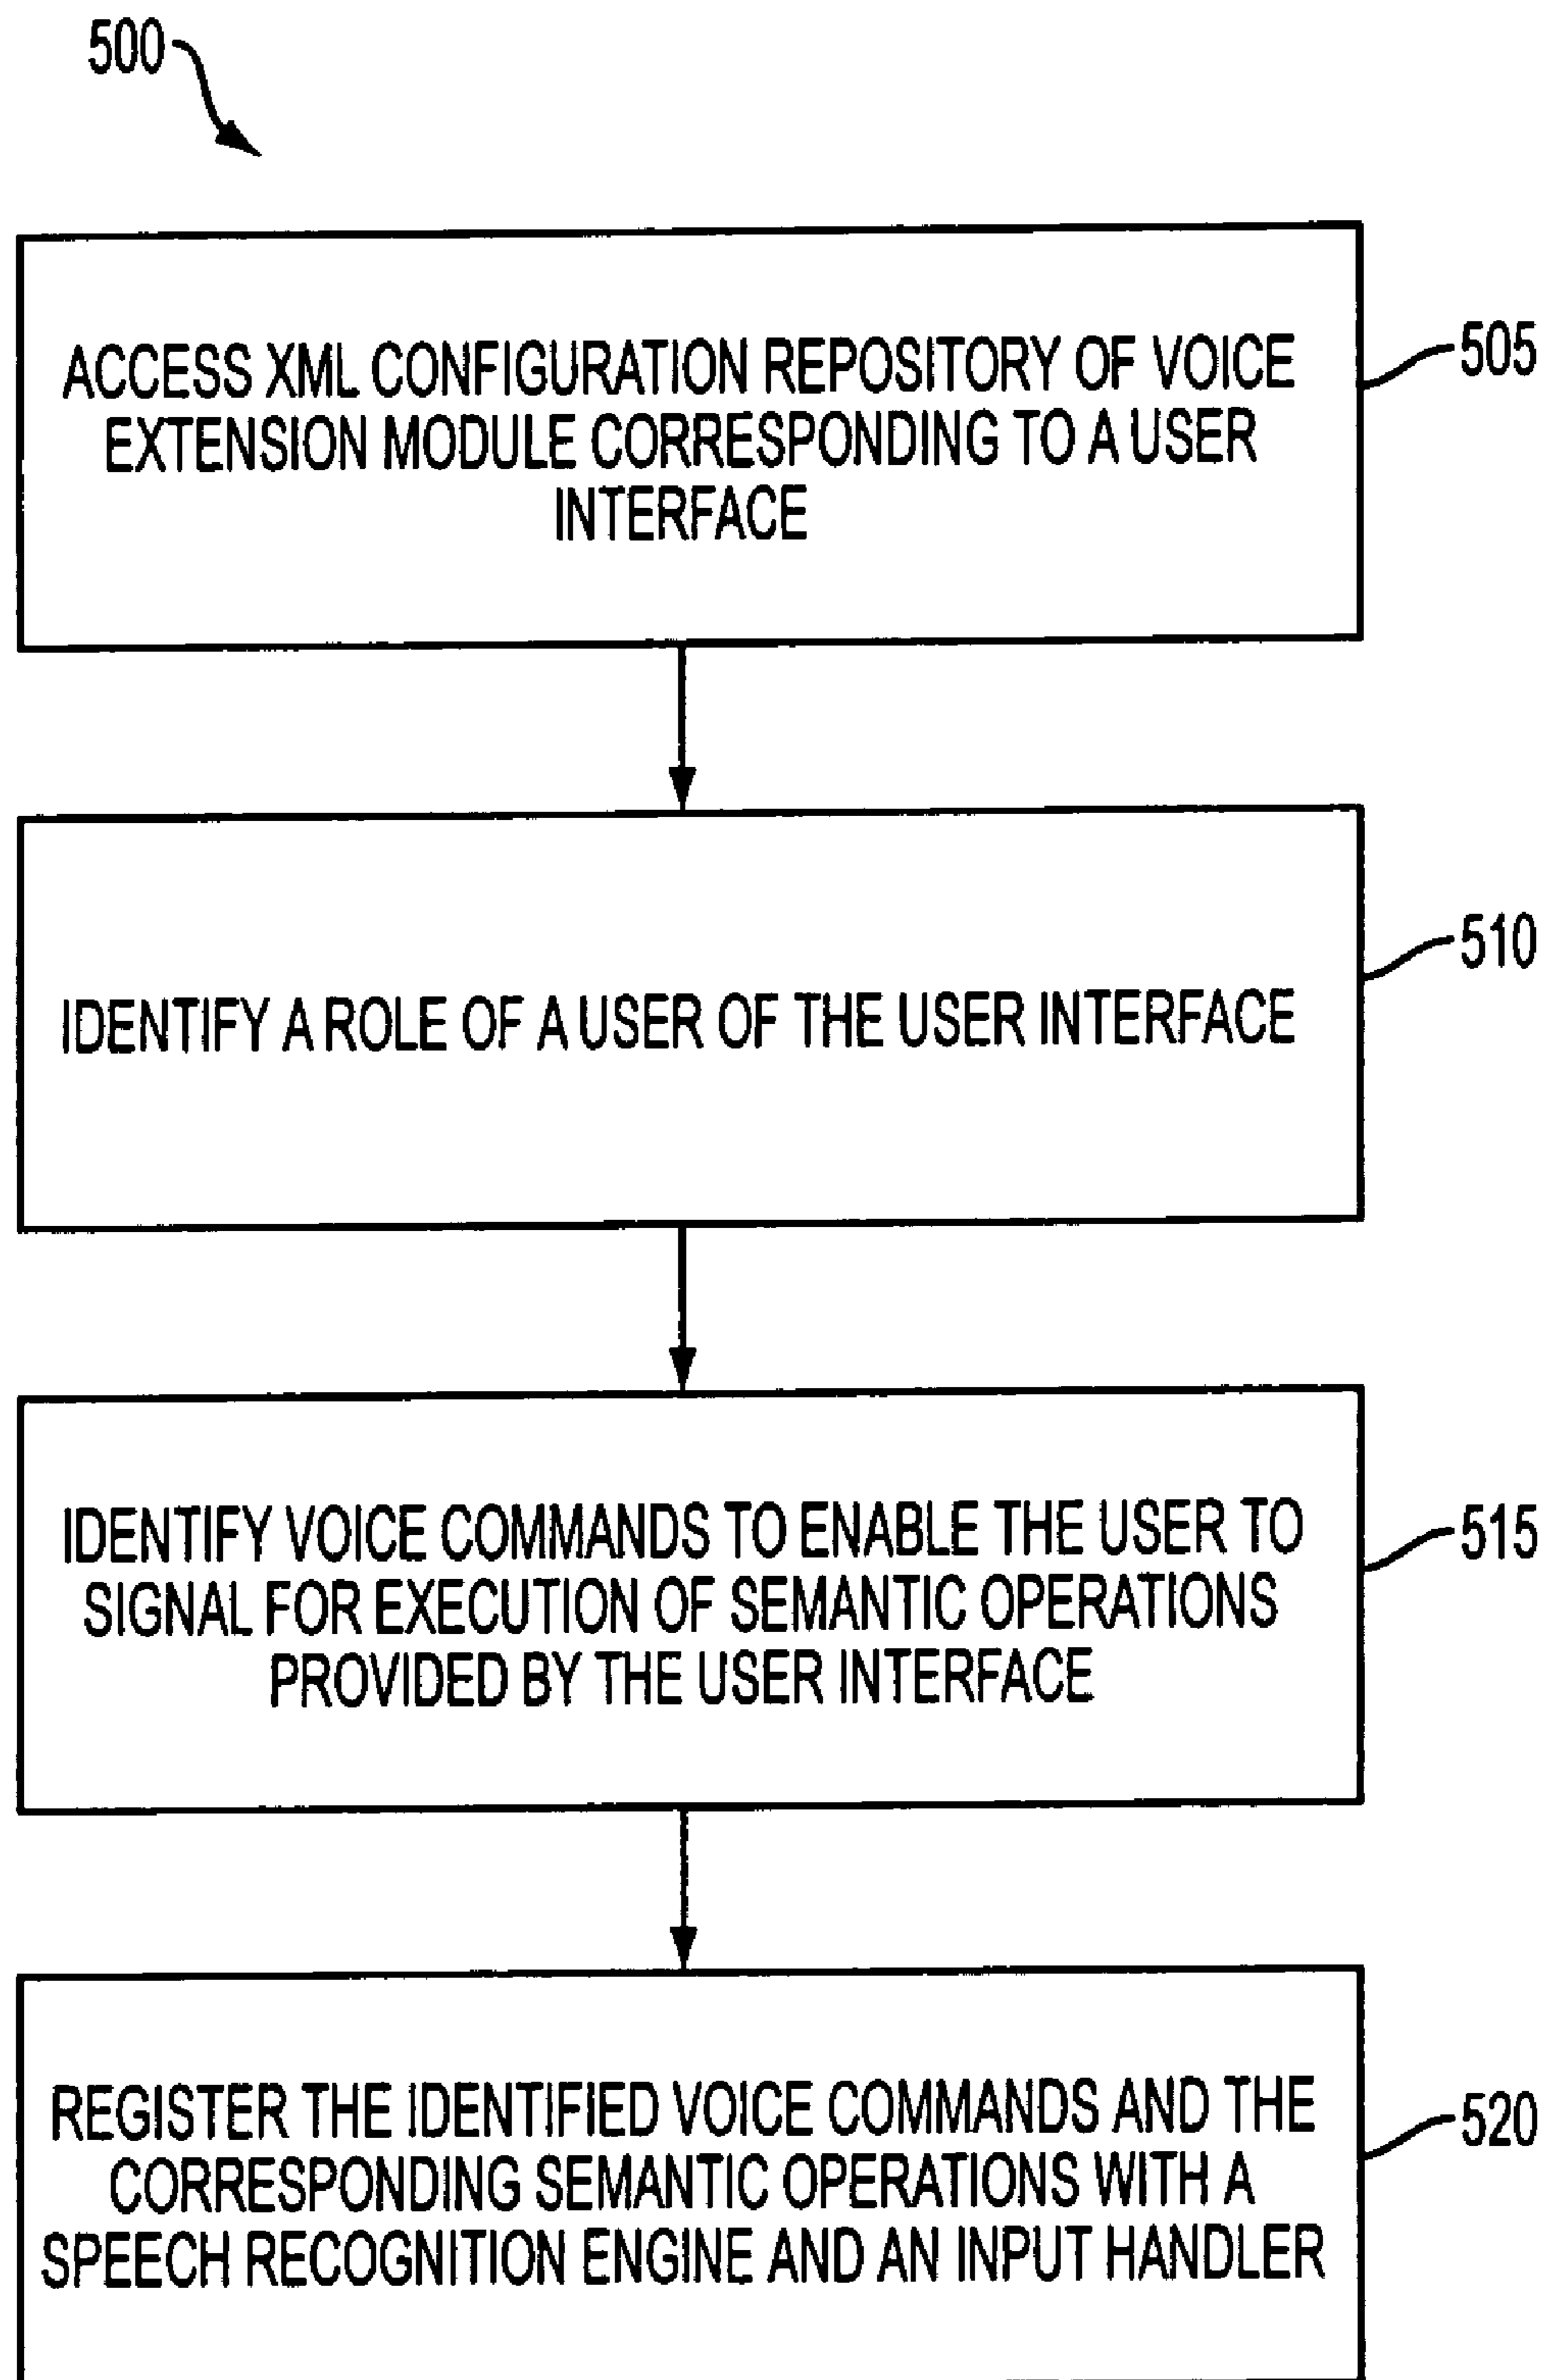 500
ACCESS XML CONFIGURATION REPOSITORY OF VOICE
EXTENSION MODULE CORRESPONDING TO A USER
INTERFACE
505
IDENTIFY A ROLE OF A USER OF THE USER INTERFACE
510
IDENTIFY VOICE COMMANDS TO ENABLE THE USER TO
SIGNAL FOR EXECUTION OF SEMANTIC OPERATIONS
PROVIDED BY THE USER INTERFACE
515
REGISTER THE IDENTIFIED VOICE COMMANDS AND THE
CORRESPONDING SEMANTIC OPERATIONS WITH A
SPEECH RECOGNITION ENGINE AND AN INPUT HANDLER
520